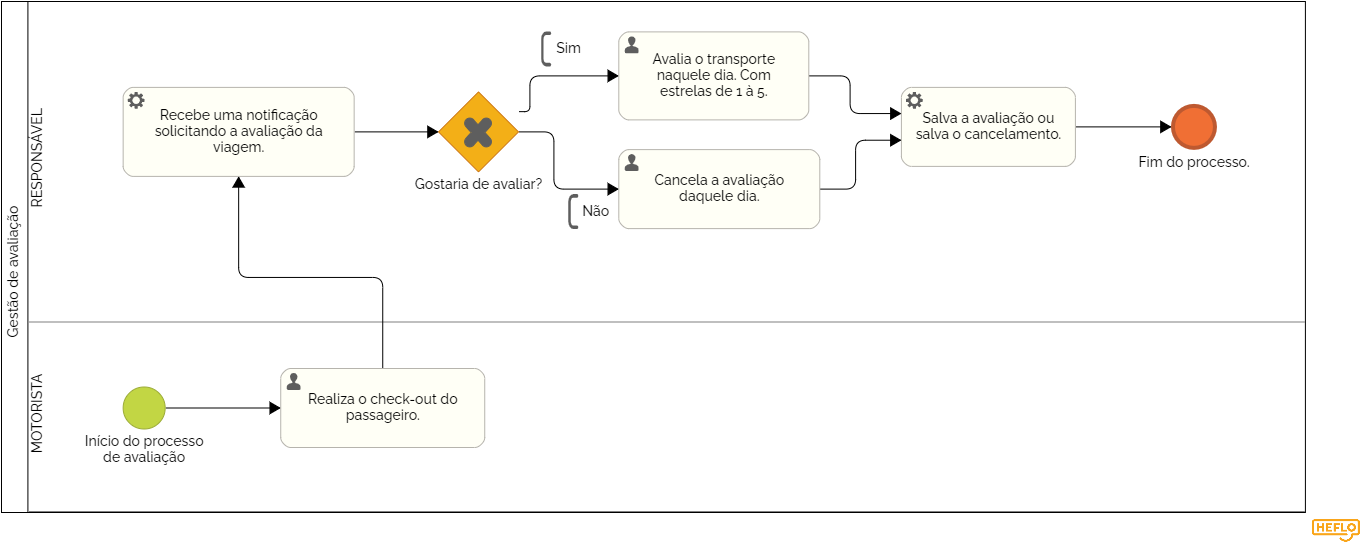 Gestão de avaliação
RESPONSÁVEL
Recebe uma notificação
solicitando a avaliação da
viagem.
Gostaria de avaliar?
Sim
Avalia o transporte
naquele dia. Com
estrelas de 1 à 5.
Não
Cancela a avaliação
daquele dia.
Salva a avaliação ou
salva o cancelamento.
Fim do processo.
MOTORISTA
Início do processo
de avaliação
Realiza o check-out do
passageiro.
HEFLO